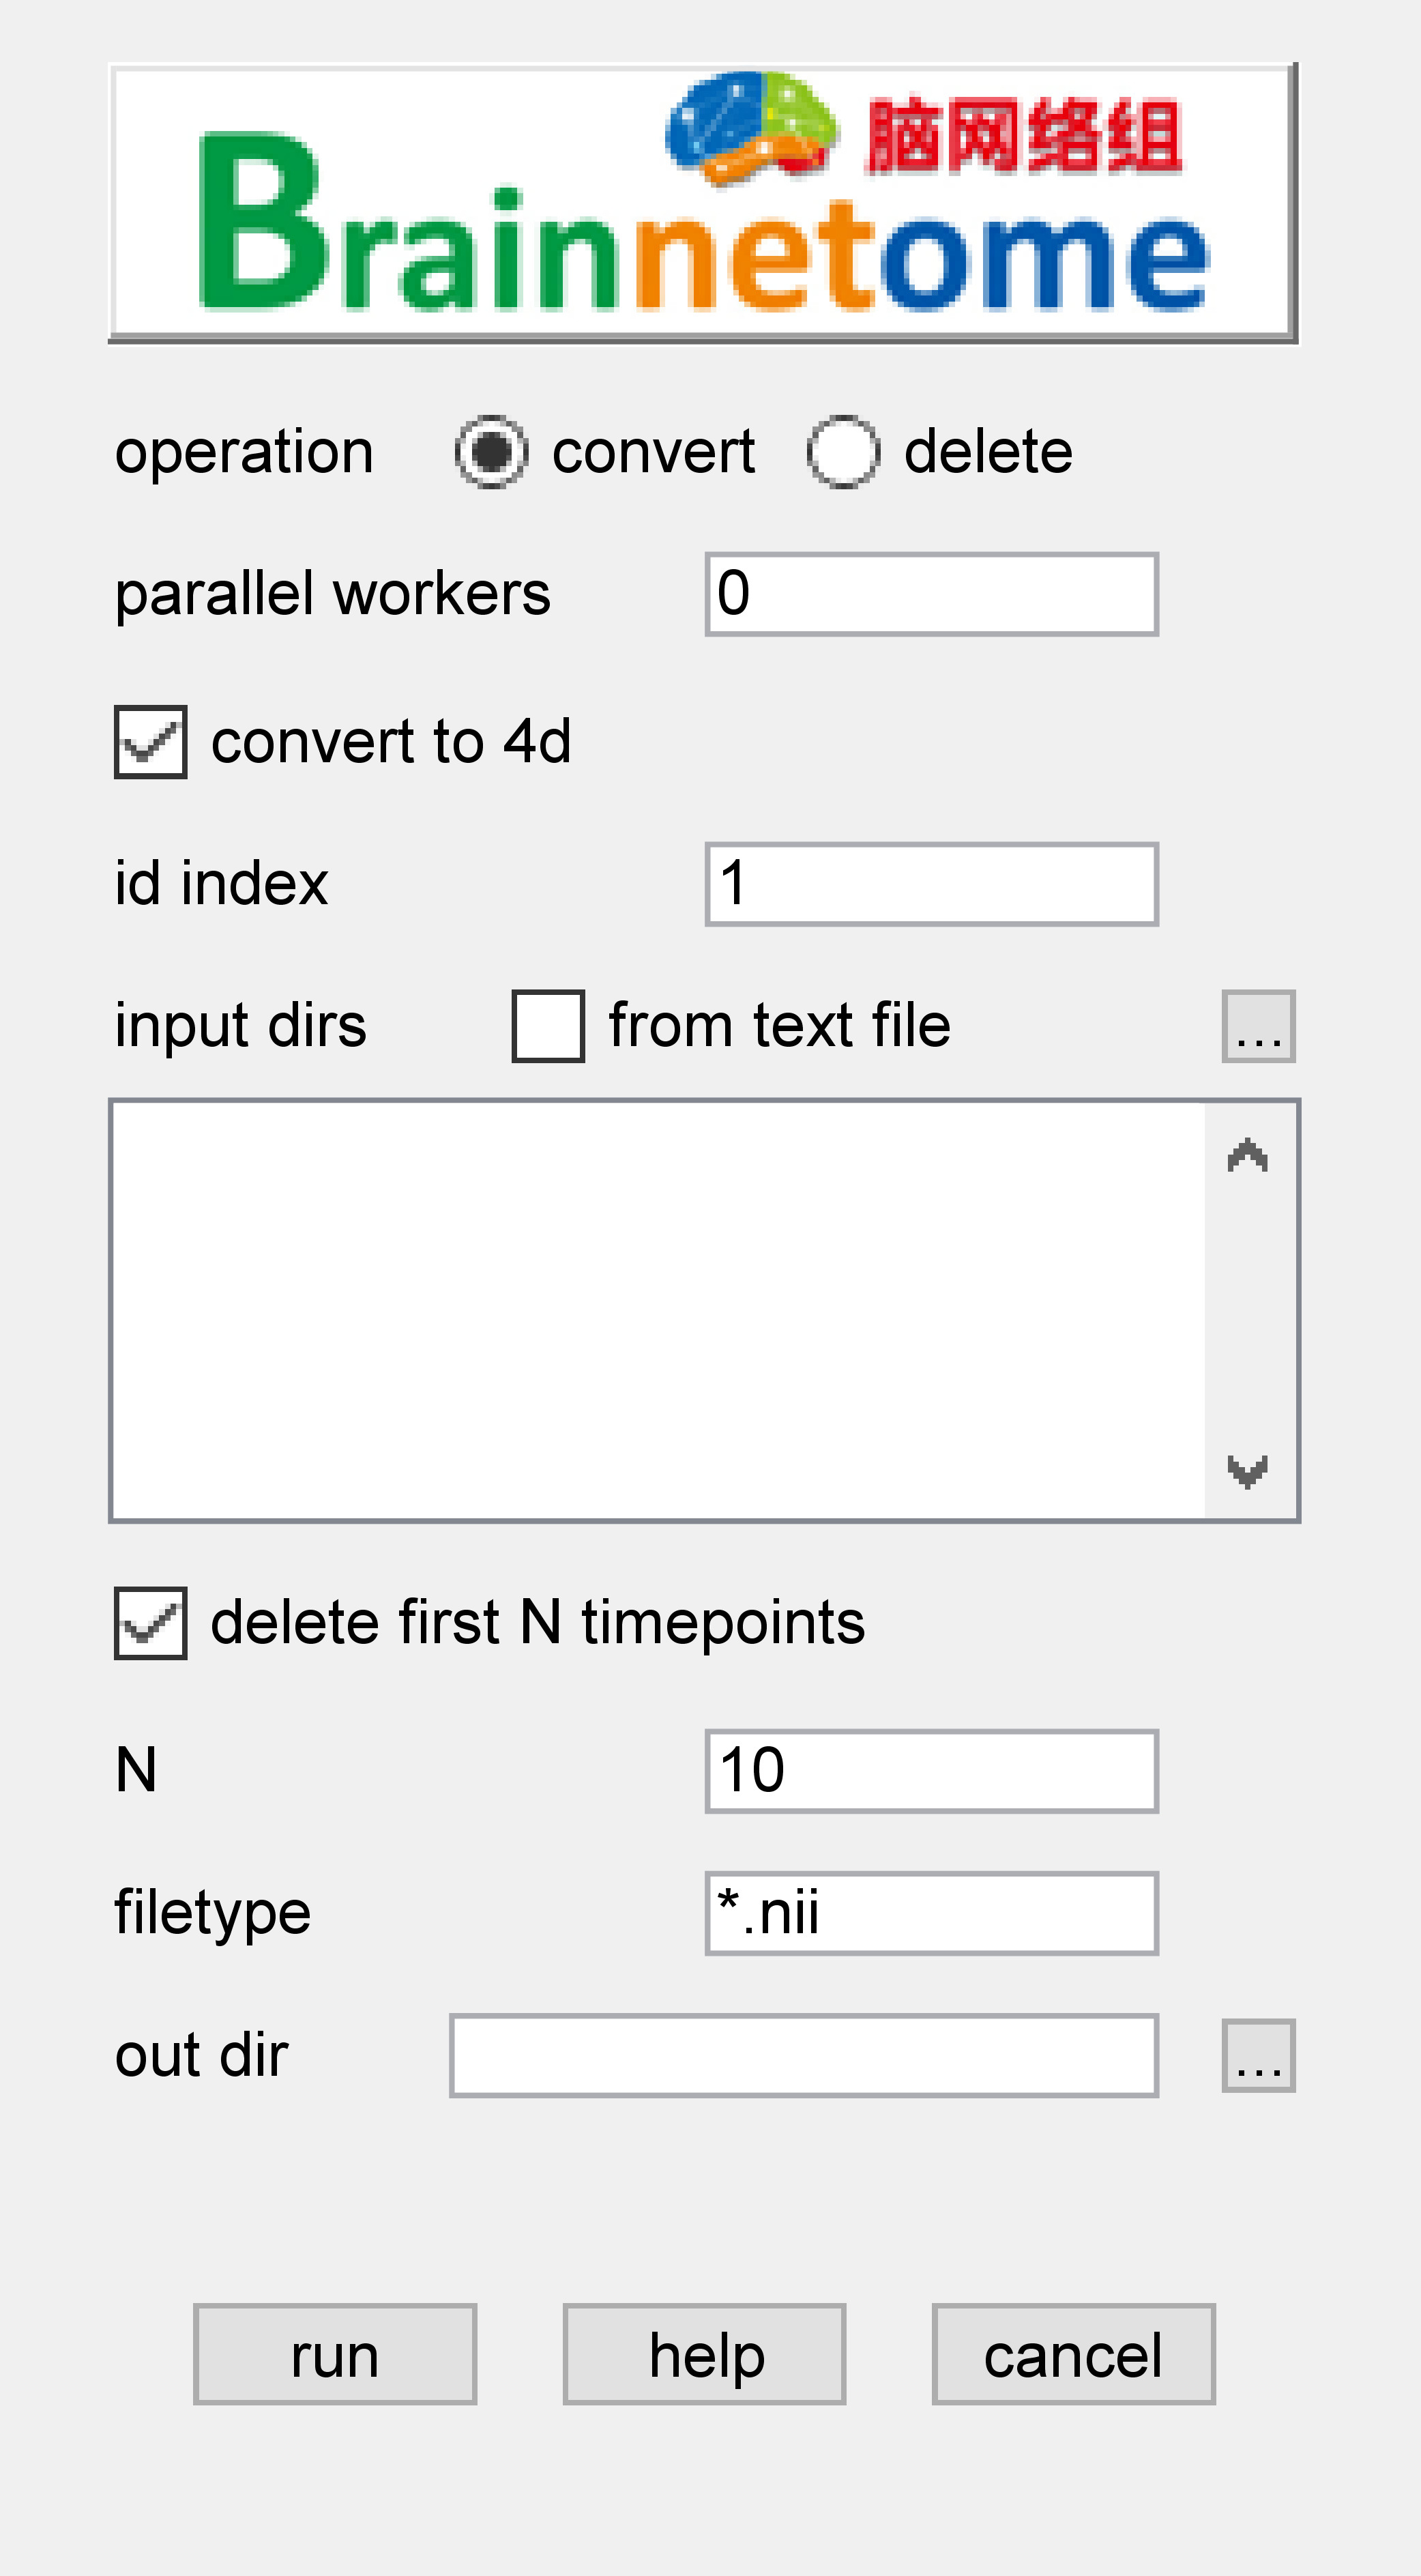 脑网络组
Brainnetome
operation convert delete
parallel workers 0
convert to 4d
id index 1
input dirs from text file ...
delete first N timepoints
N 10
filetype *.nii
out dir ...
run help cancel